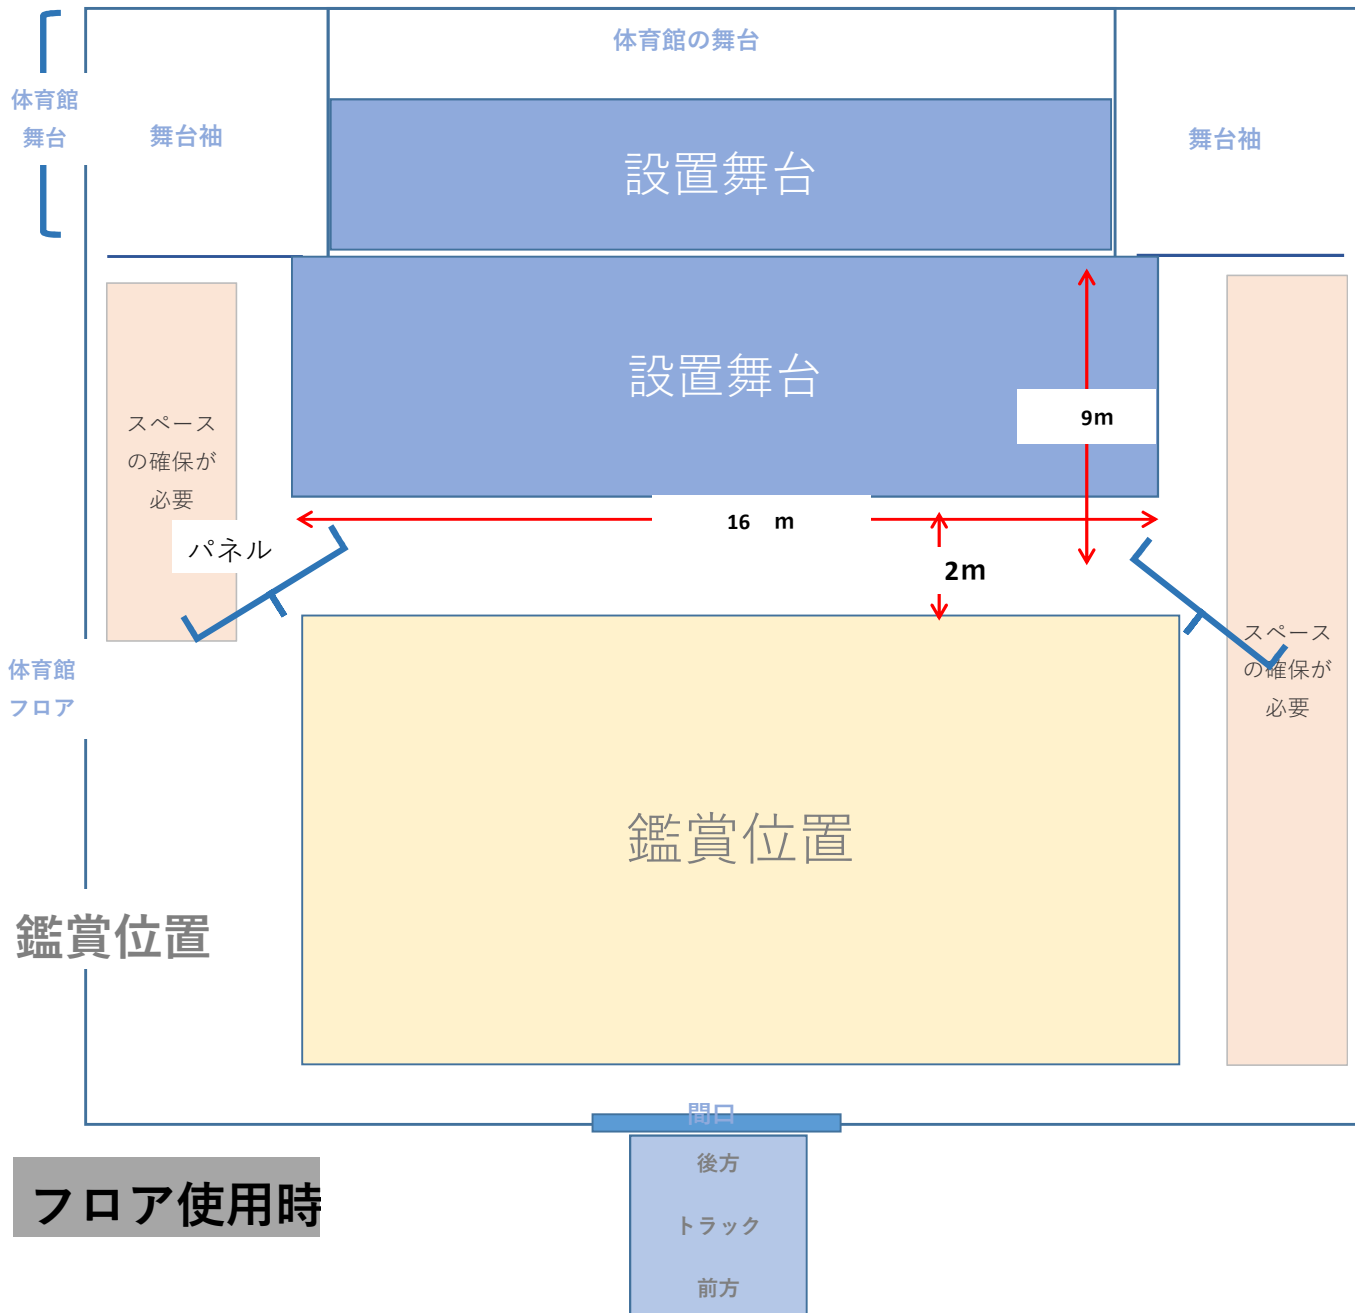 体育館の舞台
体育館
舞台
舞台袖
舞台袖
設置舞台
設置舞台
9m
スペース
の確保が
必要
16 m
パネル
2m
スペース
の確保が
必要
体育館
フロア
鑑賞位置
鑑賞位置
間口
後方
トラック
前方
フロア使用時